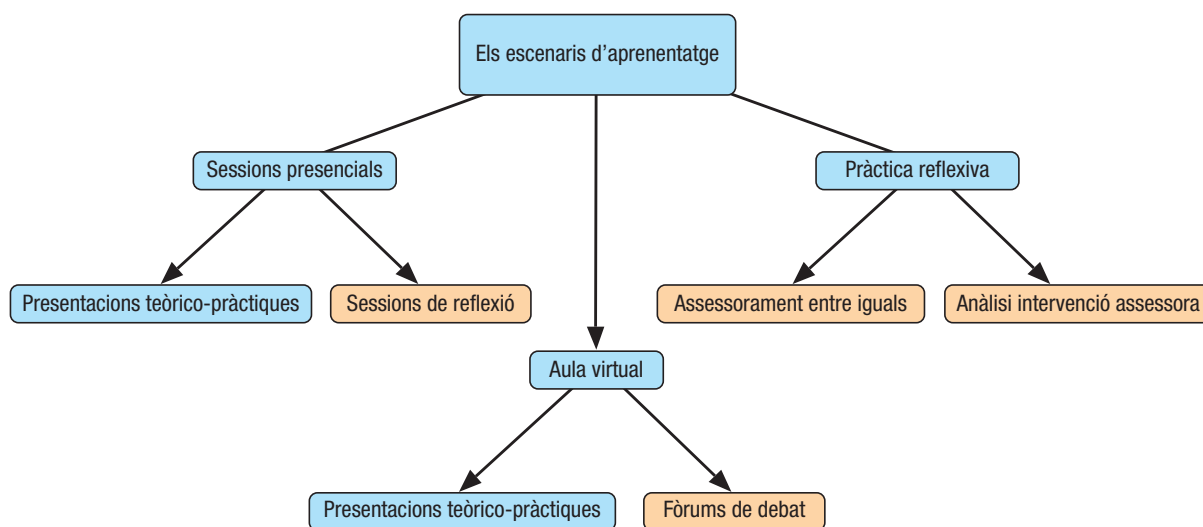 Els escenaris d’aprenentatge
Sessions presencials
Pràctica reflexiva
Presentacions teòrico-pràctiques
Sessions de reflexió
Assessorament entre iguals
Anàlisi intervenció assessora
Aula virtual
Presentacions teòrico-pràctiques
Fòrums de debat